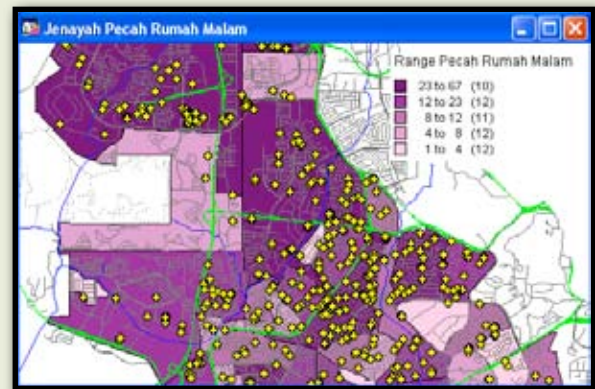 Jenayah Pecah Rumah Malam
Range Pecah Rumah Malam
23 to 67 (10)
12 to 23 (12)
8 to 12 (11)
4 to 8 (12)
1 to 4 (12)